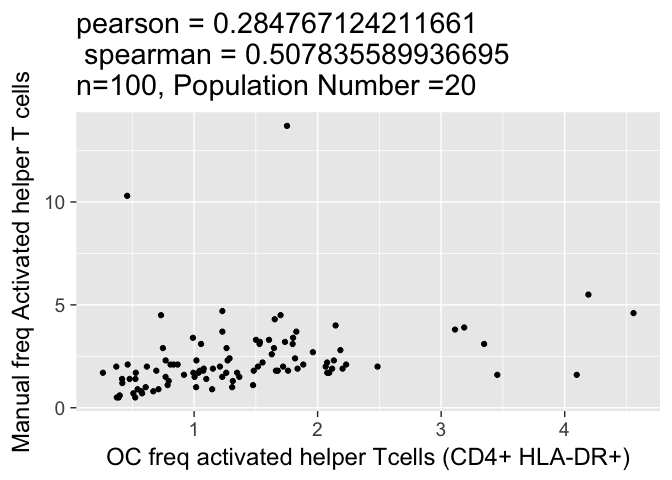 pearson = 0.284767124211661
spearman = 0.507835589936695
n=100, Population Number =20
Manual freq Activated helper T cells
10
5
0
1 2 3 4
OC freq activated helper Tcells (CD4+ HLA-DR+)